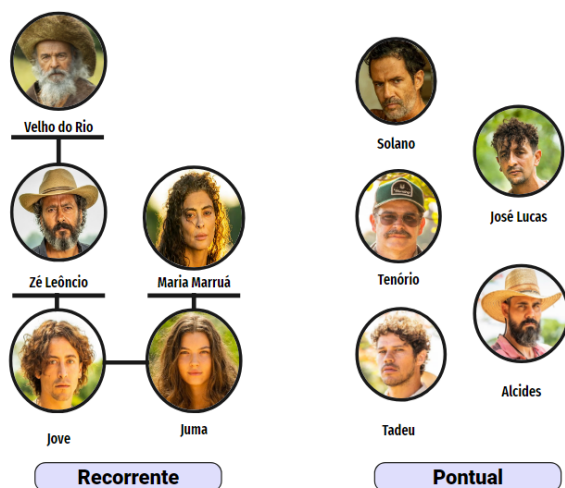 Velho do Rio
Zé Leôncio
Maria Marruá
Jove
Juma
Recorrente
Solano
José Lucas
Tenório
Alcides
Tadeu
Pontual